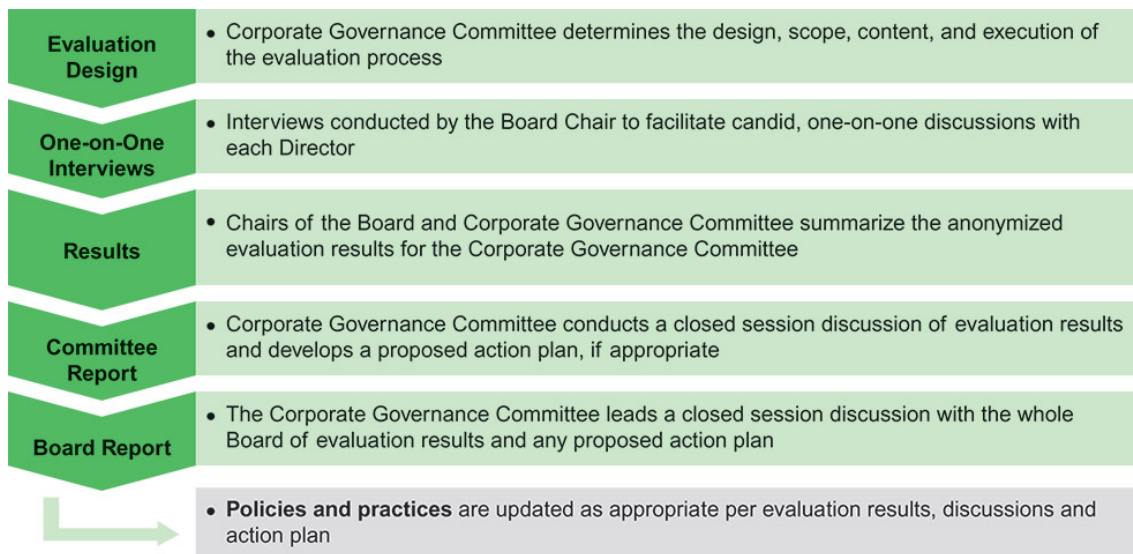 Evaluation
Design
• Corporate Governance Committee determines the design, scope, content, and execution of
the evaluation process
One-on-One
Interviews
• Interviews conducted by the Board Chair to facilitate candid, one-on-one discussions with
each Director
Results
• Chairs of the Board and Corporate Governance Committee summarize the anonymized
evaluation results for the Corporate Governance Committee
Committee
Report
• Corporate Governance Committee conducts a closed session discussion of evaluation results
and develops a proposed action plan, if appropriate
Board Report
• The Corporate Governance Committee leads a closed session discussion with the whole
Board of evaluation results and any proposed action plan
• Policies and practices are updated as appropriate per evaluation results, discussions and
action plan